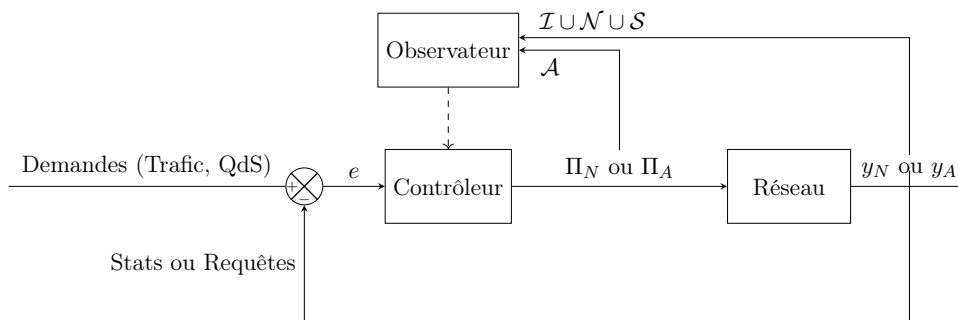 𝓘 ∪ 𝓝 ∪ 𝓢
Observateur
𝓐
Demandes (Trafic, QdS)
+
−
e
Contrôleur
Π_N ou Π_A
Réseau
y_N ou y_A
Stats ou Requêtes